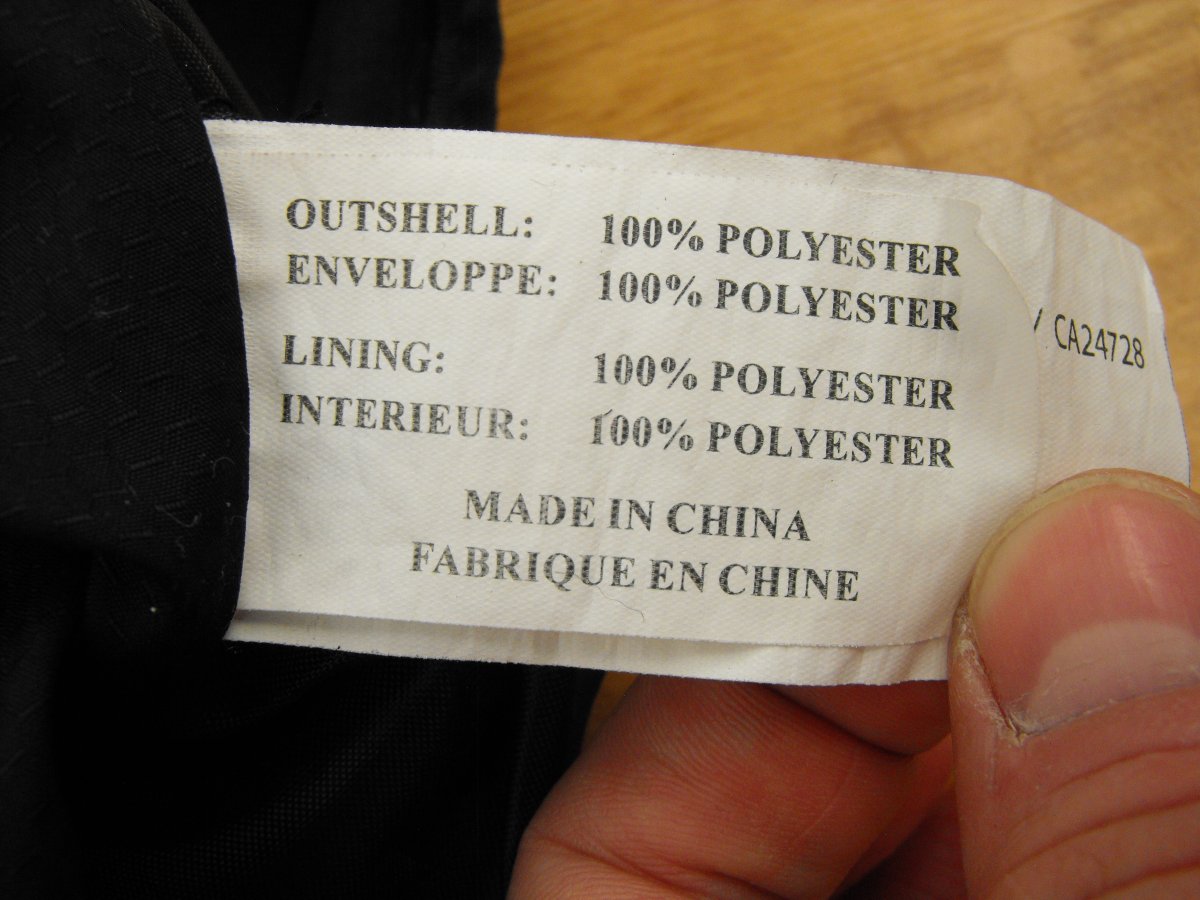 OUTSHELL: 100% POLYESTER
ENVELOPPE: 100% POLYESTER
LINING: 100% POLYESTER
INTERIEUR: 100% POLYESTER
MADE IN CHINA
FABRIQUE EN CHINE
CA24728